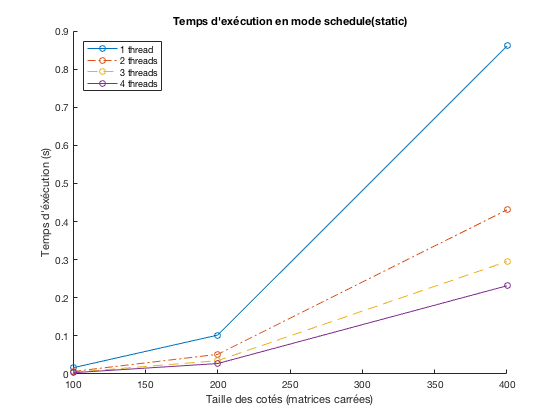 Temps d'exécution en mode schedule(static)
1 thread
2 threads
3 threads
4 threads
Temps d'éxécution (s)
0.9
0.8
0.7
0.6
0.5
0.4
0.3
0.2
0.1
0
100 150 200 250 300 350 400
Taille des cotés (matrices carrées)